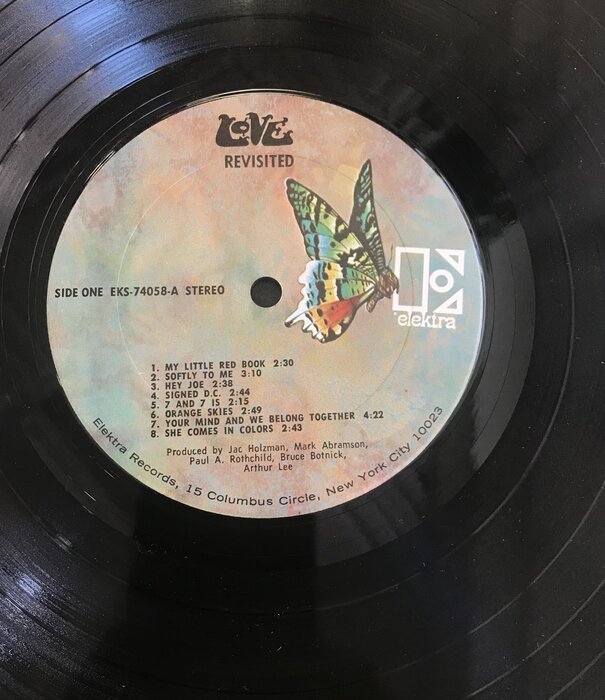 LOVE
REVISITED
SIDE ONE EKS-74058-A STEREO
elektra
1. MY LITTLE RED BOOK 2:30
2. SOFTLY TO ME 3:10
3. HEY JOE 2:38
4. SIGNED D.C. 2:44
5. 7 AND 7 IS 2:15
6. ORANGE SKIES 2:49
7. YOUR MIND AND WE BELONG TOGETHER 4:22
8. SHE COMES IN COLORS 2:43
Produced by Jac Holzman, Mark Abramson,
Paul A. Rothchild, Bruce Botnick,
Arthur Lee
Elektra Records, 15 Columbus Circle, New York City 10023